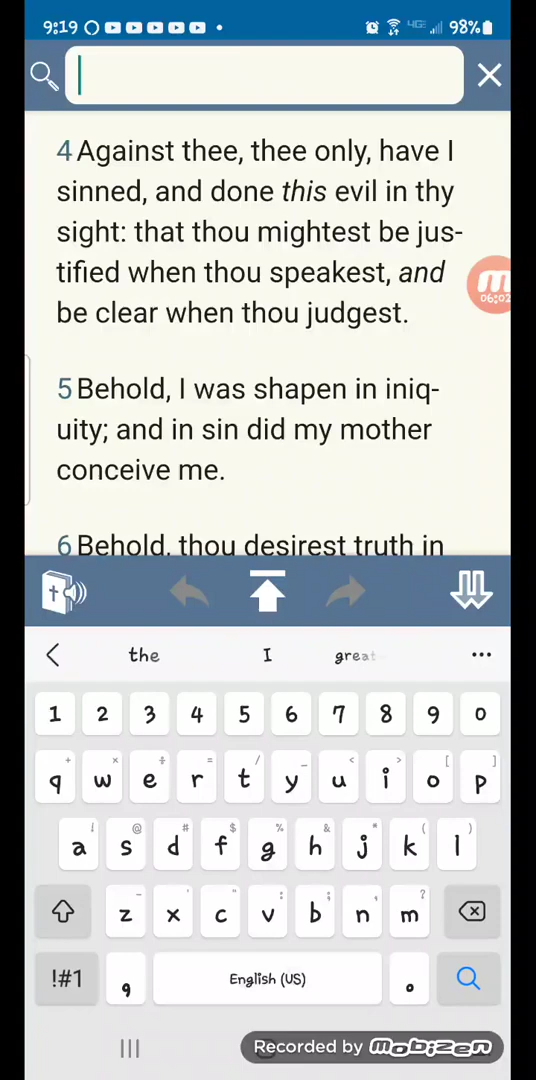 9:19 4GE 98%
4 Against thee, thee only, have I
sinned, and done this evil in thy
sight: that thou mightest be jus-
tified when thou speakest, and
be clear when thou judgest.
06:02
5 Behold, I was shapen in iniq-
uity; and in sin did my mother
conceive me.
6 Behold, thou desirest truth in
the I great
1 2 3 4 5 6 7 8 9 0
+ × ÷ = / _ < > [ ]
q w e r t y u i o p
! @ # $ % & * ( )
a s d f g h j k l
- ' " : ; , ?
z x c v b n m
!#1 , English (US) .
Recorded by mobizen